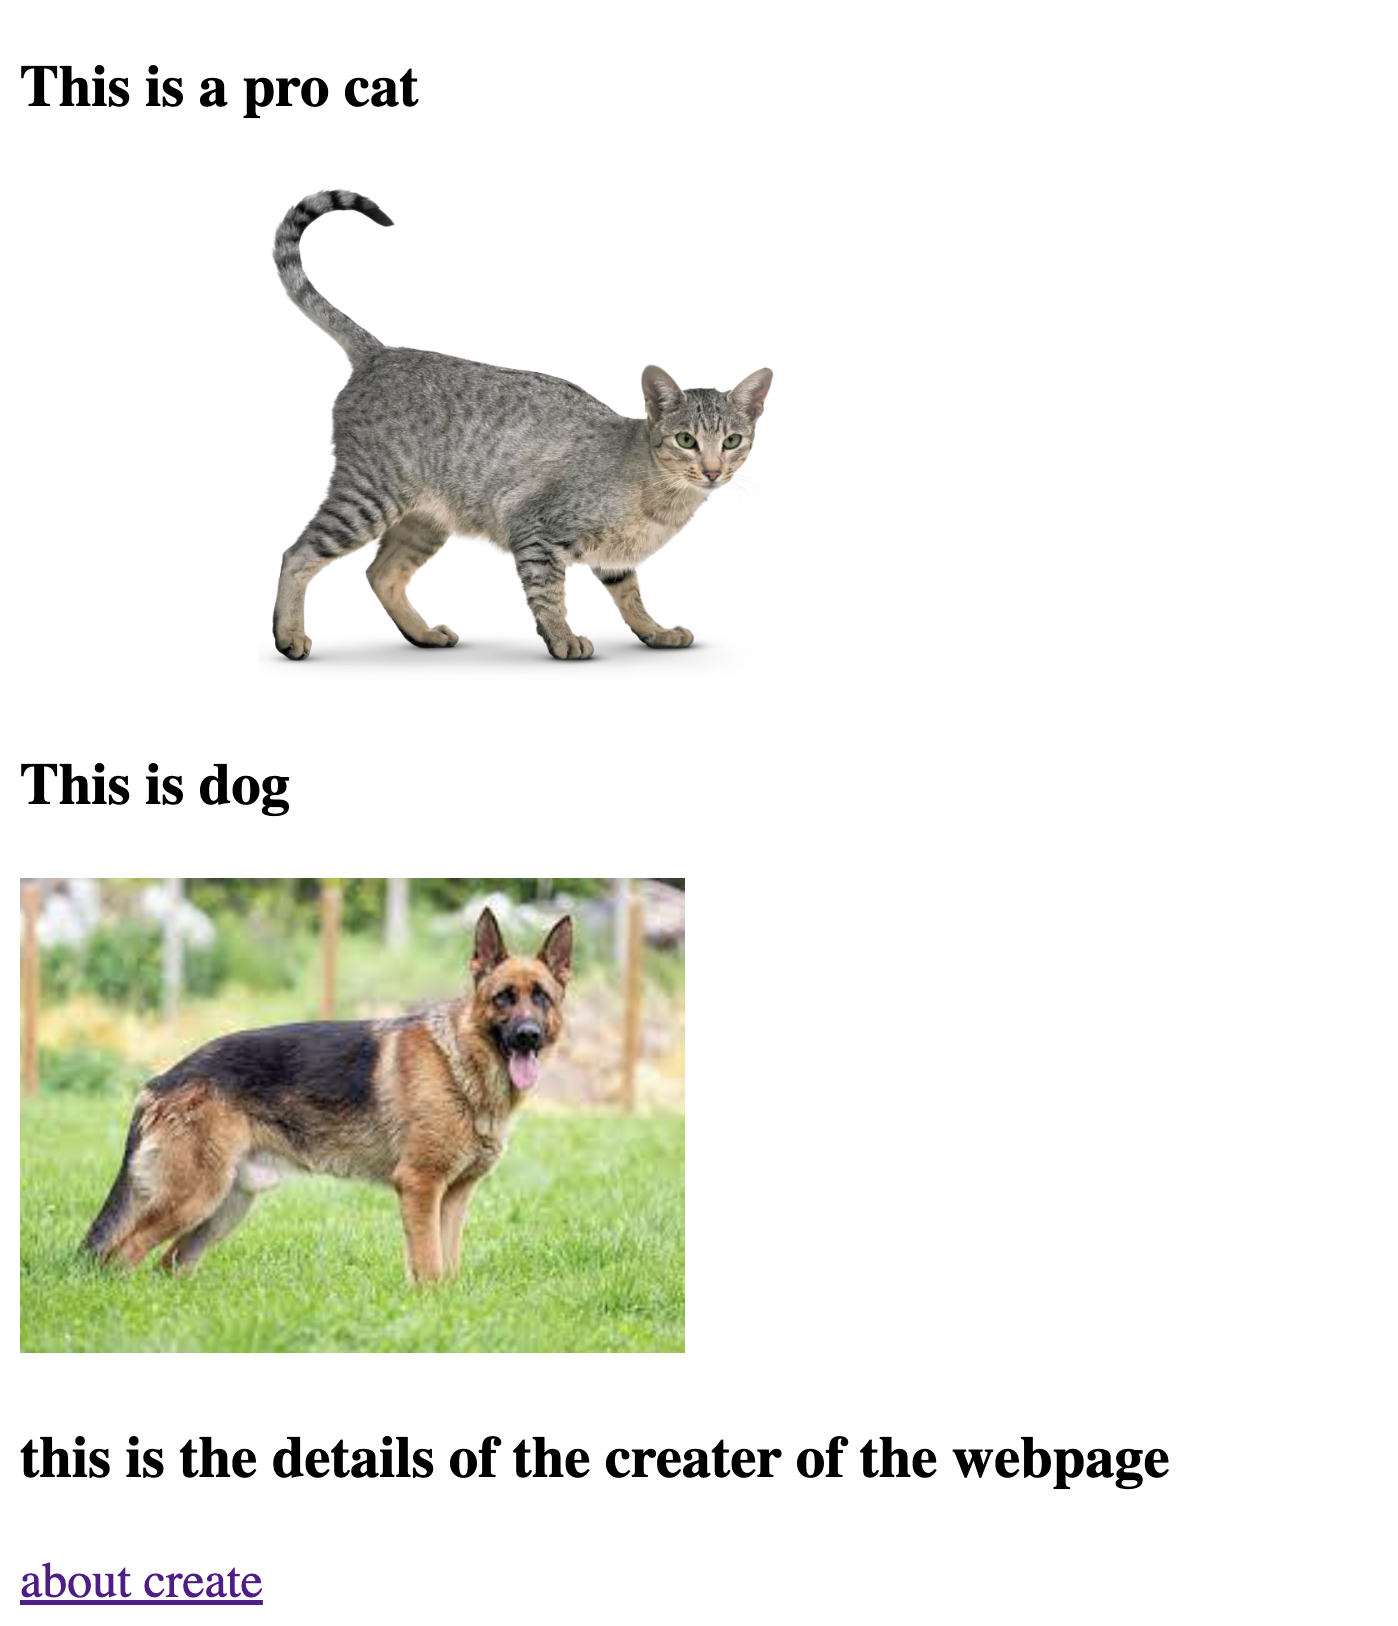 This is a pro cat
This is dog
this is the details of the creater of the webpage
about create